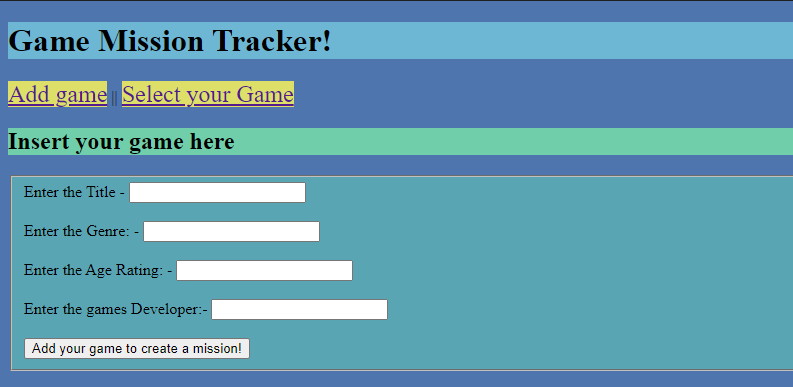 Game Mission Tracker!
Add game || Select your Game
Insert your game here
Enter the Title -
Enter the Genre: -
Enter the Age Rating: -
Enter the games Developer:-
Add your game to create a mission!